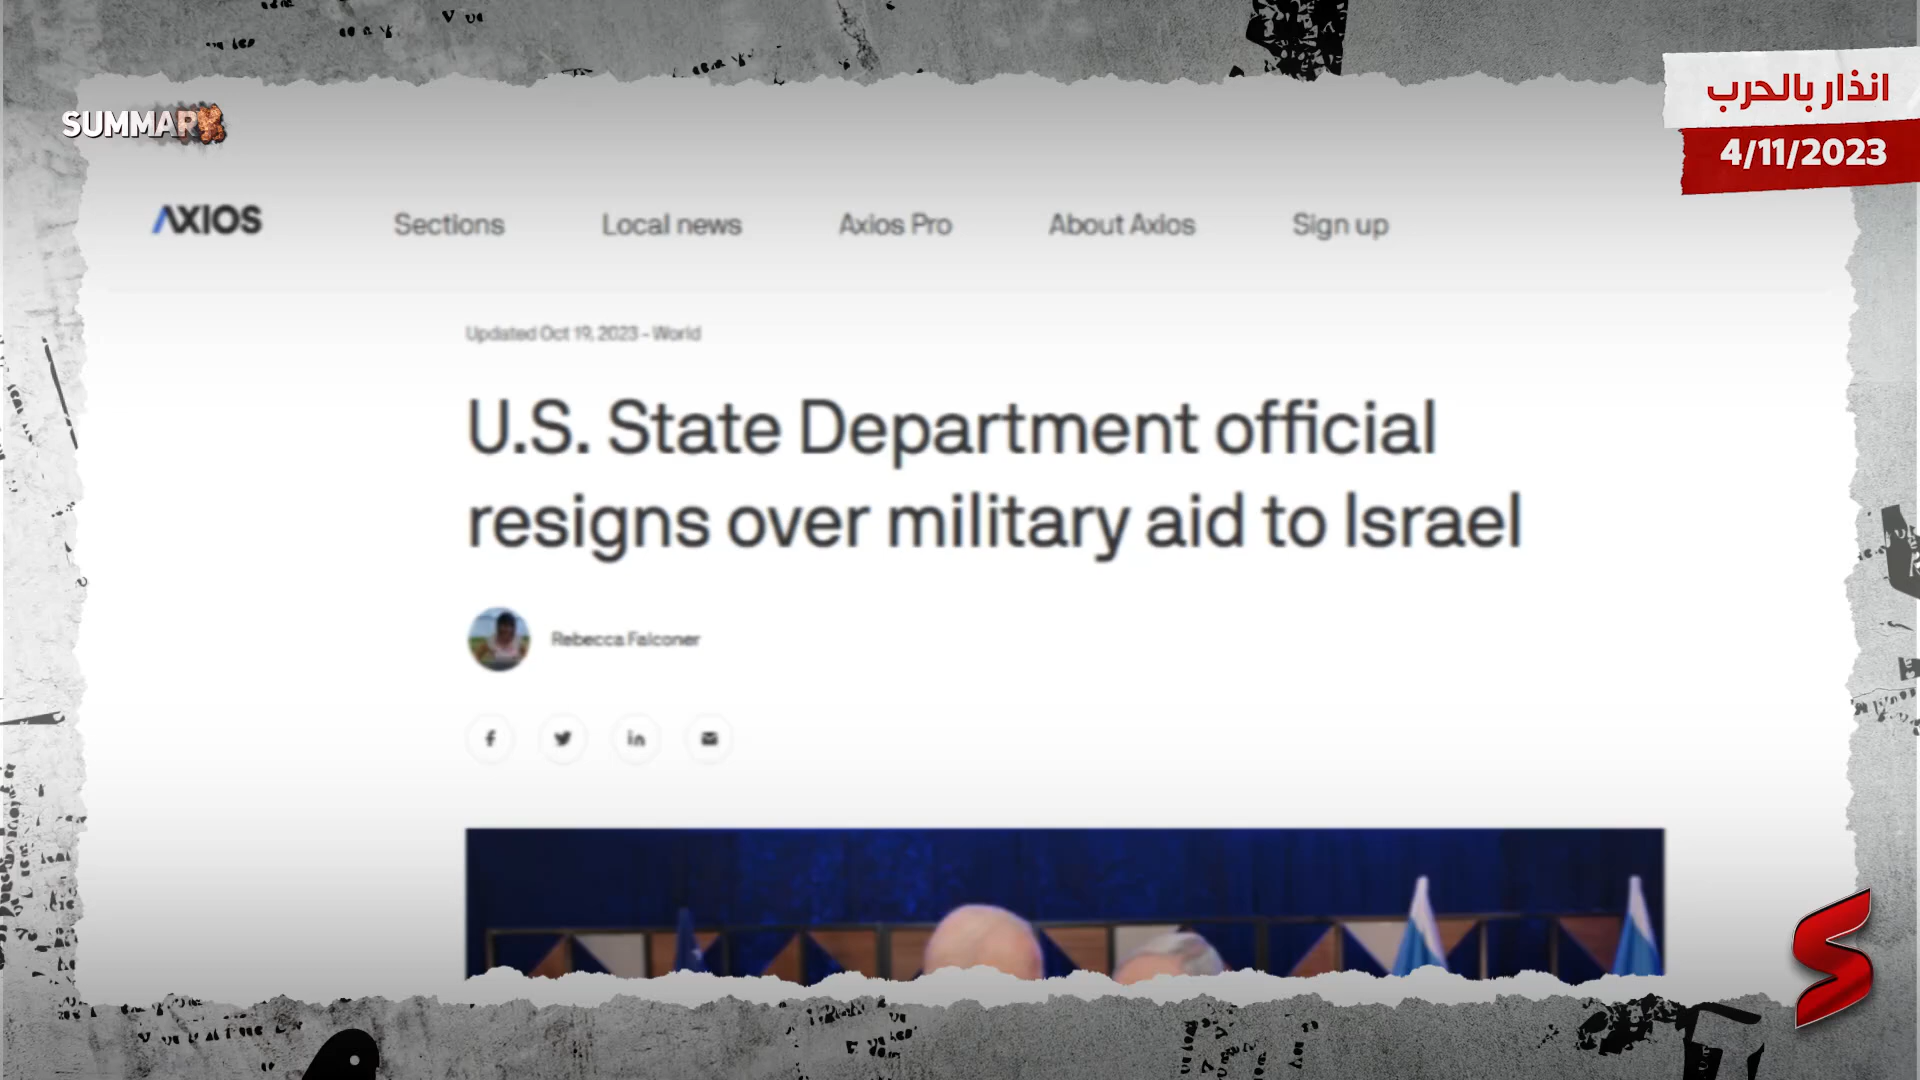 انذار بالحرب
4/11/2023
SUMMARY
AXIOS
Sections
Local news
Axios Pro
About Axios
Sign up
Updated Oct 19, 2023 - World
U.S. State Department official
resigns over military aid to Israel
Rebecca Falconer